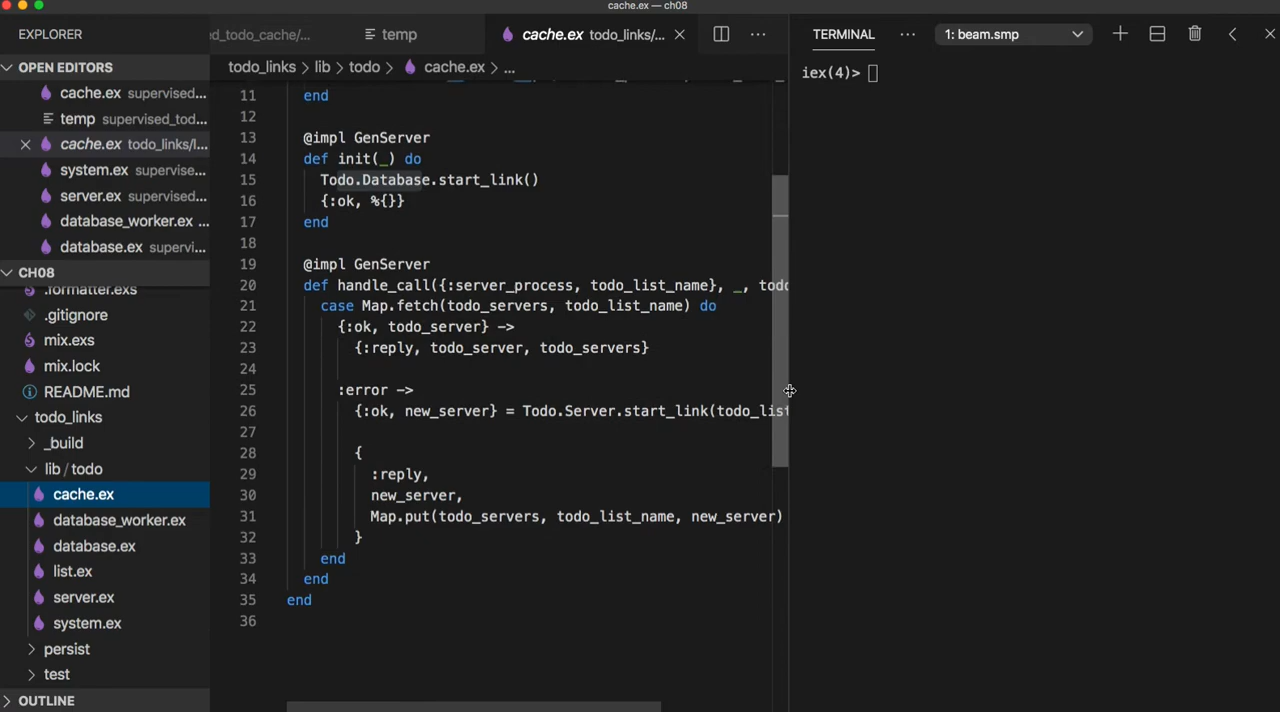 cache.ex — ch08
EXPLORER
ed_todo_cache/...
temp
cache.ex todo_links/...
TERMINAL
1: beam.smp
OPEN EDITORS
todo_links > lib > todo > cache.ex > ...
cache.ex supervised...
temp supervised_tod...
cache.ex todo_links/l...
system.ex supervise...
server.ex supervised...
database_worker.ex ...
database.ex supervi...
CH08
.formatter.exs
.gitignore
mix.exs
mix.lock
README.md
todo_links
_build
lib / todo
cache.ex
database_worker.ex
database.ex
list.ex
server.ex
system.ex
persist
test
OUTLINE
11 end
12
13 @impl GenServer
14 def init(_) do
15 Todo.Database.start_link()
16 {:ok, %{}}
17 end
18
19 @impl GenServer
20 def handle_call({:server_process, todo_list_name}, _, todo
21 case Map.fetch(todo_servers, todo_list_name) do
22 {:ok, todo_server} ->
23 {:reply, todo_server, todo_servers}
24
25 :error ->
26 {:ok, new_server} = Todo.Server.start_link(todo_list
27
28 {
29 :reply,
30 new_server,
31 Map.put(todo_servers, todo_list_name, new_server)
32 }
33 end
34 end
35 end
36
iex(4)>